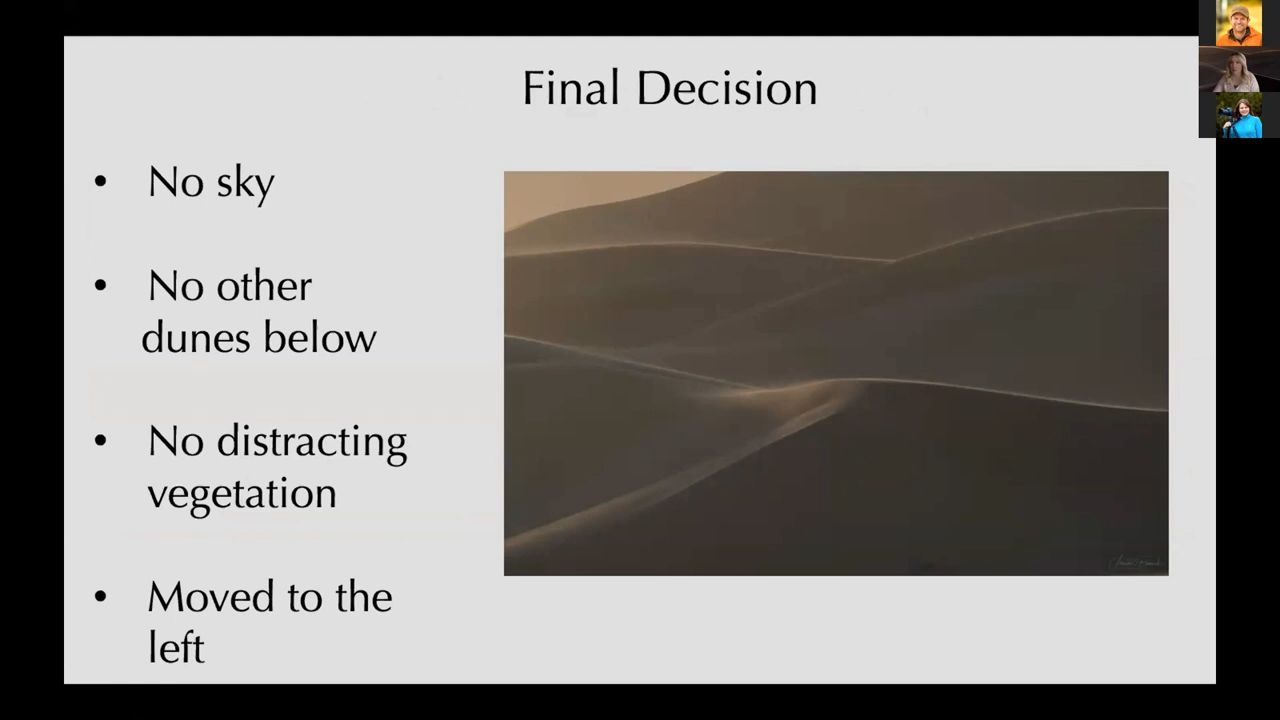 Final Decision
• No sky
• No other
dunes below
• No distracting
vegetation
• Moved to the
left